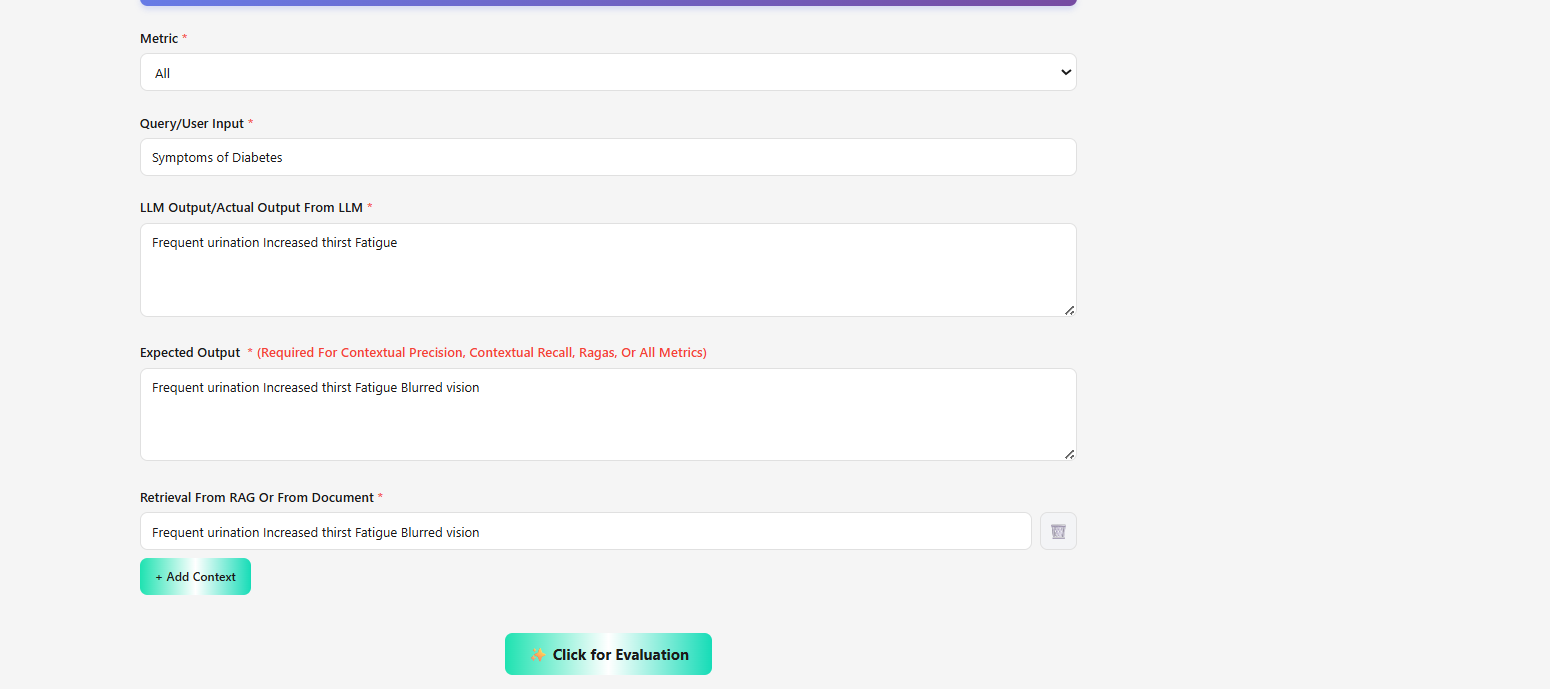 Metric *
All
Query/User Input *
Symptoms of Diabetes
LLM Output/Actual Output From LLM *
Frequent urination Increased thirst Fatigue
Expected Output * (Required For Contextual Precision, Contextual Recall, Ragas, Or All Metrics)
Frequent urination Increased thirst Fatigue Blurred vision
Retrieval From RAG Or From Document *
Frequent urination Increased thirst Fatigue Blurred vision
+ Add Context
✨ Click for Evaluation